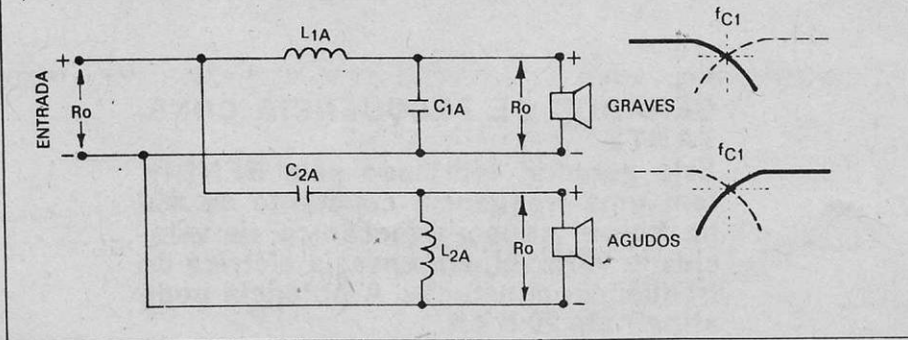 L1A
fC1
+
+
ENTRADA
Ro
C1A
Ro
GRAVES
-
-
C2A
fC1
+
L2A
Ro
AGUDOS
-